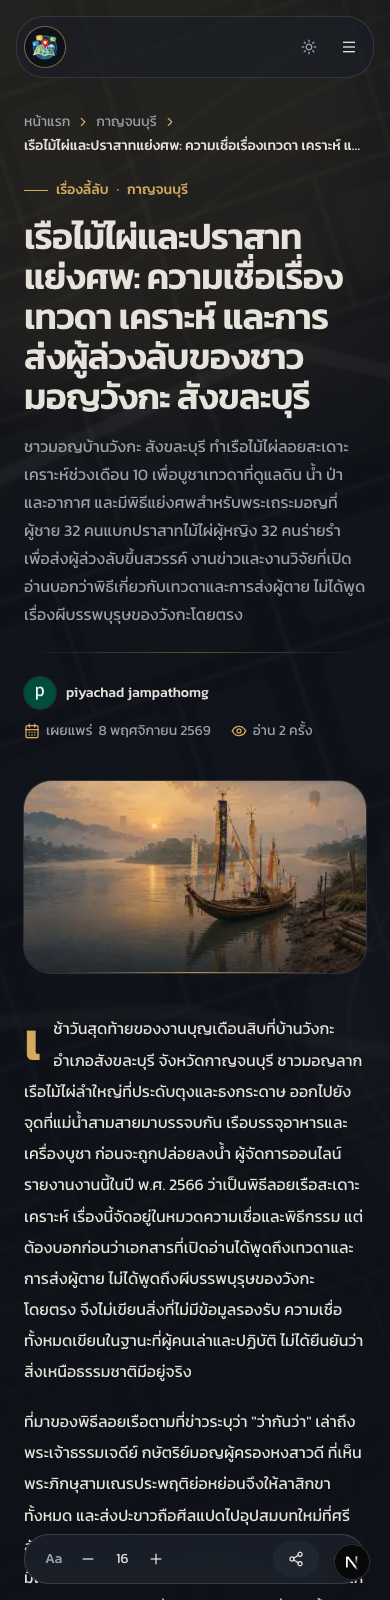 หน้าแรก > กาญจนบุรี >
เรือไม้ไผ่และปราสาทแย่งศพ: ความเชื่อเรื่องเทวดา เคราะห์ แ...
เรื่องลี้ลับ · กาญจนบุรี
เรือไม้ไผ่และปราสาท
แย่งศพ: ความเชื่อเรื่อง
เทวดา เคราะห์ และการ
ส่งผู้ล่วงลับของชาว
มอญวังกะ สังขละบุรี
ชาวมอญบ้านวังกะ สังขละบุรี ทำเรือไม้ไผ่ลอยสะเดาะ
เคราะห์ช่วงเดือน 10 เพื่อบูชาเทวดาที่ดูแลดิน น้ำ ป่า
และอากาศ และมีพิธีแย่งศพสำหรับพระเถระมอญที่
ผู้ชาย 32 คนแบกปราสาทไม้ไผ่ผู้หญิง 32 คนร่ายรำ
เพื่อส่งผู้ล่วงลับขึ้นสวรรค์ งานข่าวและงานวิจัยที่เปิด
อ่านบอกว่าพิธีเกี่ยวกับเทวดาและการส่งผู้ตาย ไม่ได้พูด
เรื่องผีบรรพบุรุษของวังกะโดยตรง
p piyachad jampathomg
เผยแพร่ 8 พฤศจิกายน 2569 อ่าน 2 ครั้ง
เช้าวันสุดท้ายของงานบุญเดือนสิบที่บ้านวังกะ
อำเภอสังขละบุรี จังหวัดกาญจนบุรี ชาวมอญลาก
เรือไม้ไผ่ลำใหญ่ที่ประดับตุงและธงกระดาษ ออกไปยัง
จุดที่แม่น้ำสามสายมาบรรจบกัน เรือบรรจุอาหารและ
เครื่องบูชา ก่อนจะถูกปล่อยลงน้ำ ผู้จัดการออนไลน์
รายงานงานนี้ในปี พ.ศ. 2566 ว่าเป็นพิธีลอยเรือสะเดาะ
เคราะห์ เรื่องนี้จัดอยู่ในหมวดความเชื่อและพิธีกรรม แต่
ต้องบอกก่อนว่าเอกสารที่เปิดอ่านได้พูดถึงเทวดาและ
การส่งผู้ตาย ไม่ได้พูดถึงผีบรรพบุรุษของวังกะ
โดยตรง จึงไม่เขียนสิ่งที่ไม่มีข้อมูลรองรับ ความเชื่อ
ทั้งหมดเขียนในฐานะที่ผู้คนเล่าและปฏิบัติ ไม่ได้ยืนยันว่า
สิ่งเหนือธรรมชาติมีอยู่จริง
ที่มาของพิธีลอยเรือตามที่ข่าวระบุว่า "ว่ากันว่า" เล่าถึง
พระเจ้าธรรมเจดีย์ กษัตริย์มอญผู้ครองหงสาวดี ที่เห็น
พระภิกษุสามเณรประพฤติย่อหย่อนจึงให้ลาสิกขา
ทั้งหมด และส่งปะขาวถือศีลแปดไปอุปสมบทใหม่ที่ศรี
Aa 16 N